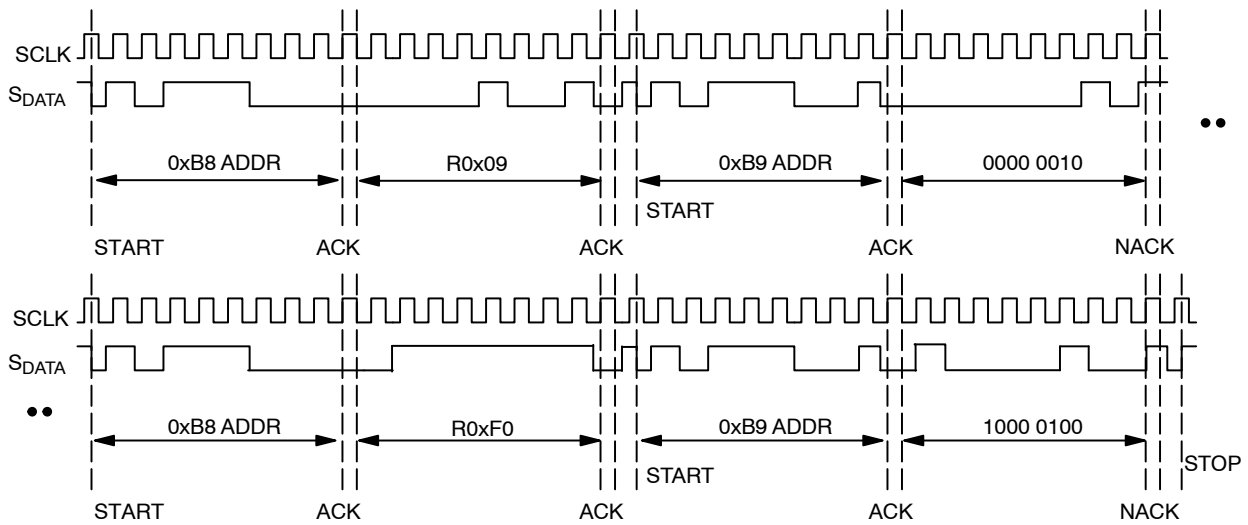 SCLK
SDATA
0xB8 ADDR R0x09 0xB9 ADDR 0000 0010
START
START ACK ACK ACK NACK
SCLK
SDATA
0xB8 ADDR R0xF0 0xB9 ADDR 1000 0100
START STOP
START ACK ACK ACK NACK